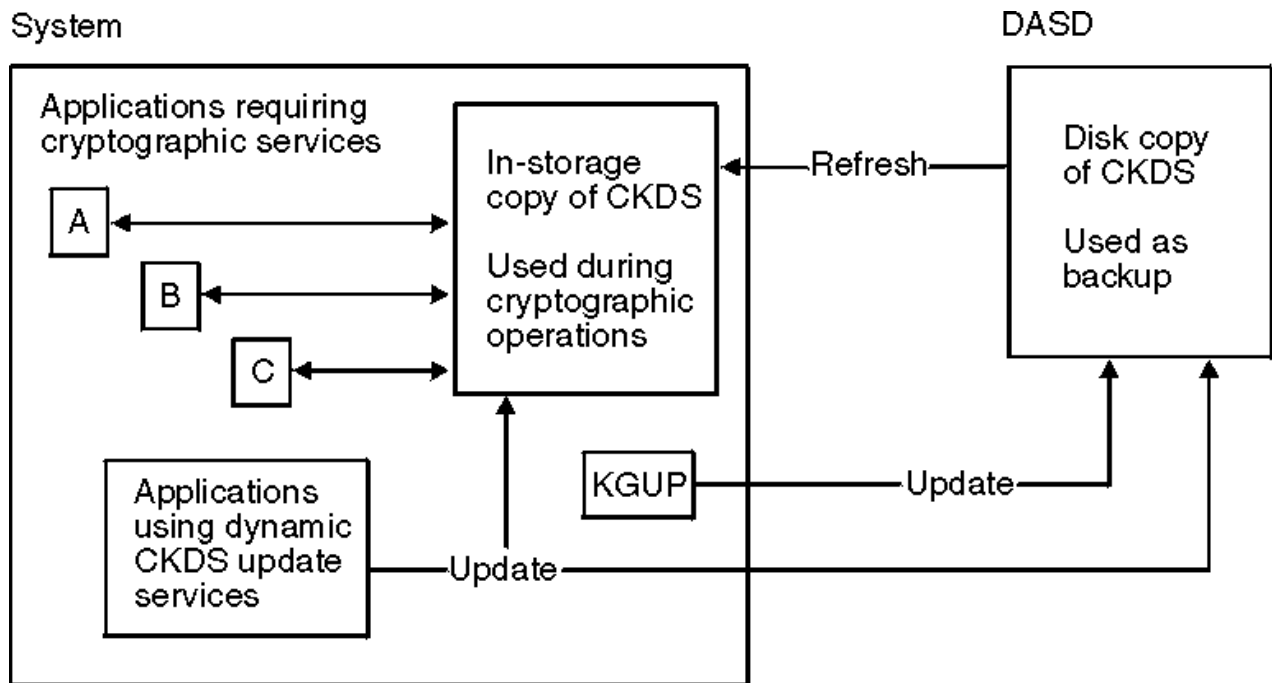 System
DASD
Applications requiring
cryptographic services
A
B
C
In-storage
copy of CKDS
Used during
cryptographic
operations
Refresh
Disk copy
of CKDS
Used as
backup
KGUP
Update
Applications
using dynamic
CKDS update
services
Update